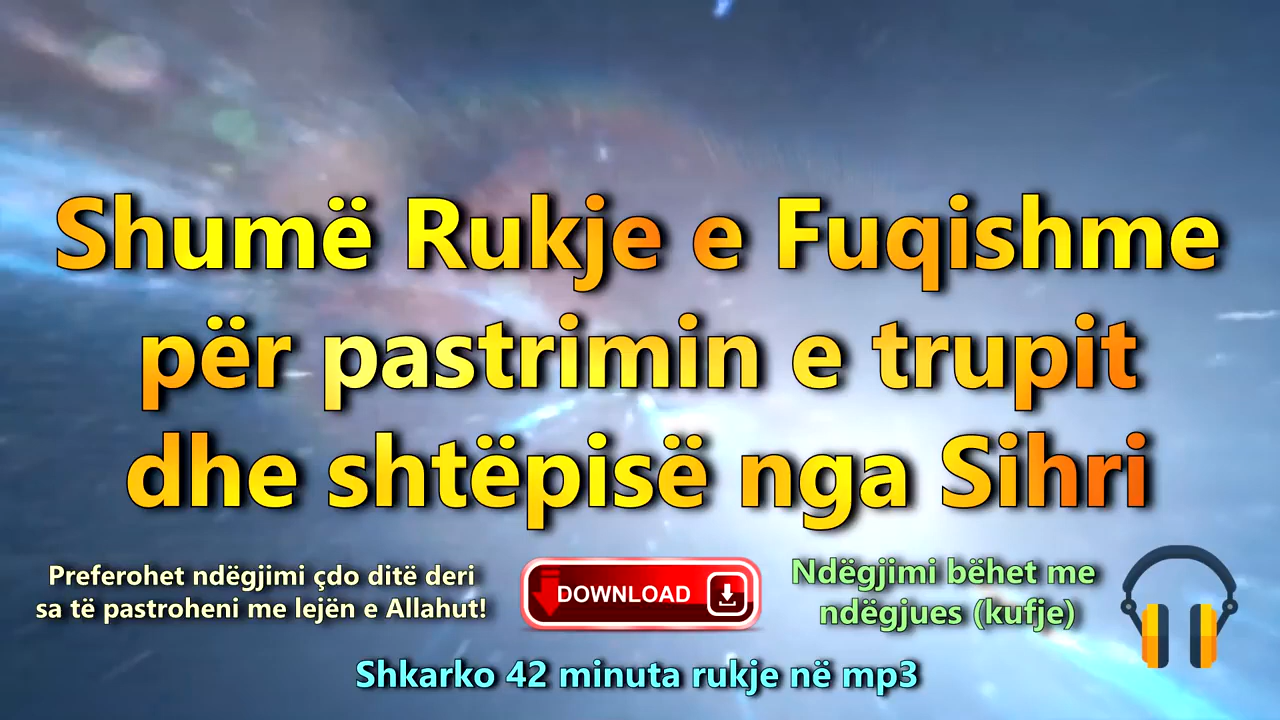 Shumë Rukje e Fuqishme
për pastrimin e trupit
dhe shtëpisë nga Sihri
Preferohet ndëgjimi çdo ditë deri
sa të pastroheni me lejën e Allahut!
DOWNLOAD
Ndëgjimi bëhet me
ndëgjues (kufje)
Shkarko 42 minuta rukje në mp3